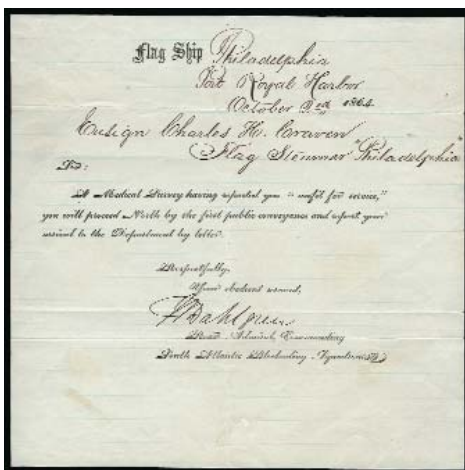 Flag Ship Philadelphia
Port Royal Harbor
October 2nd 1864
Ensign Charles H. Craven
Flag Steamer "Philadelphia"
Sir:
A Medical Survey having reported you "unfit for service,"
you will proceed North by the first public conveyance and report your
arrival to the Department by letter.
Respectfully,
Your obedient servant,
Dahlgren
Rear Admiral, Commanding
South Atlantic Blockading Squadron